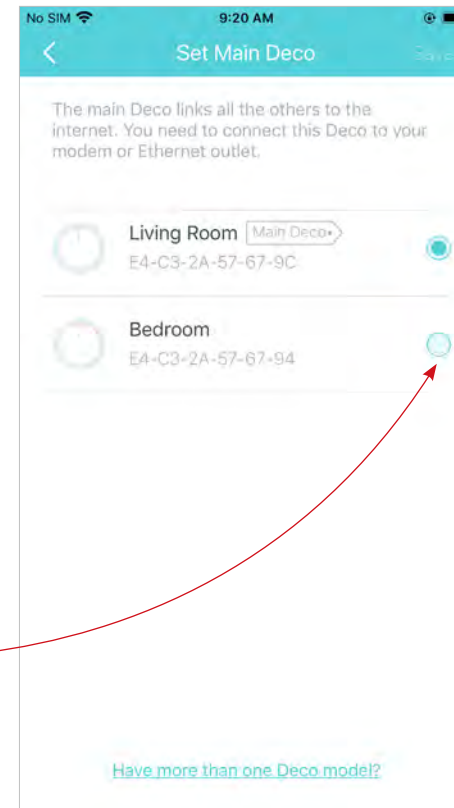 No SIM 9:20 AM
Set Main Deco Save
The main Deco links all the others to the
internet. You need to connect this Deco to your
modem or Ethernet outlet.
Living Room Main Deco
E4-C3-2A-57-67-9C
Bedroom
E4-C3-2A-57-67-94
Have more than one Deco model?